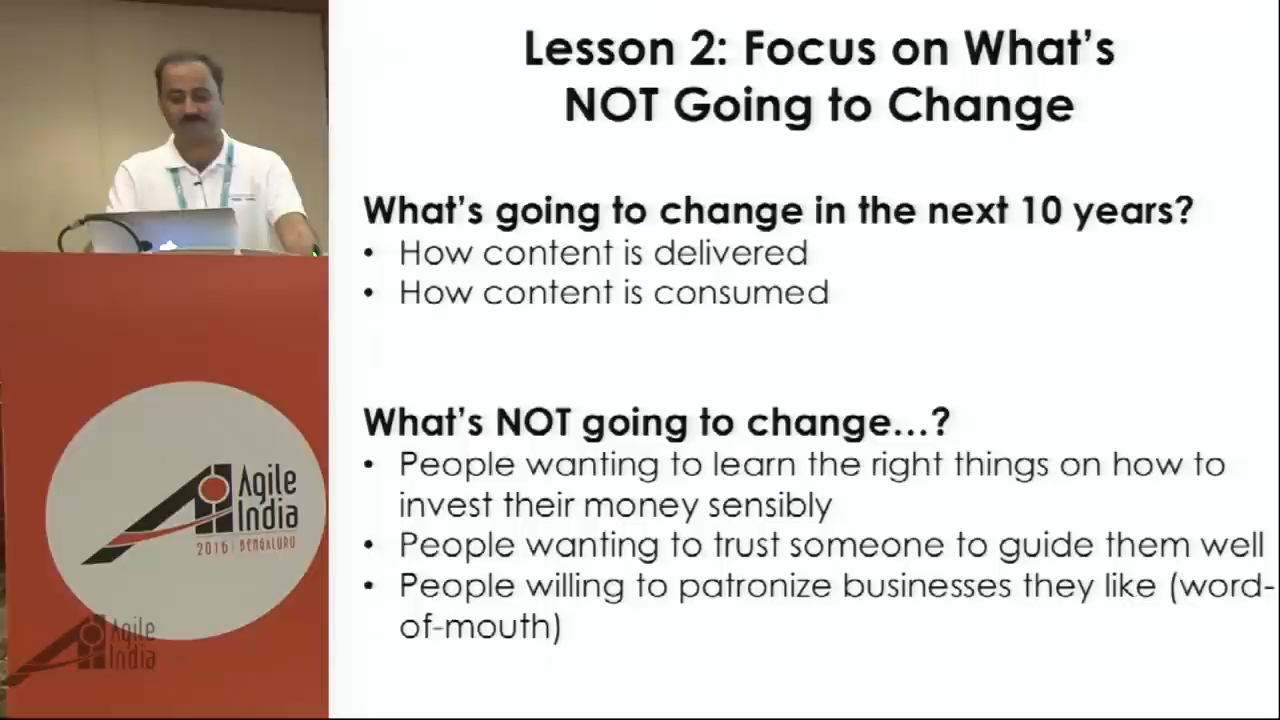 Lesson 2: Focus on What's
NOT Going to Change
What's going to change in the next 10 years?
• How content is delivered
• How content is consumed
What's NOT going to change…?
• People wanting to learn the right things on how to
invest their money sensibly
• People wanting to trust someone to guide them well
• People willing to patronize businesses they like (word-
of-mouth)
Agile
India
2016 | BENGALURU
Agile
India